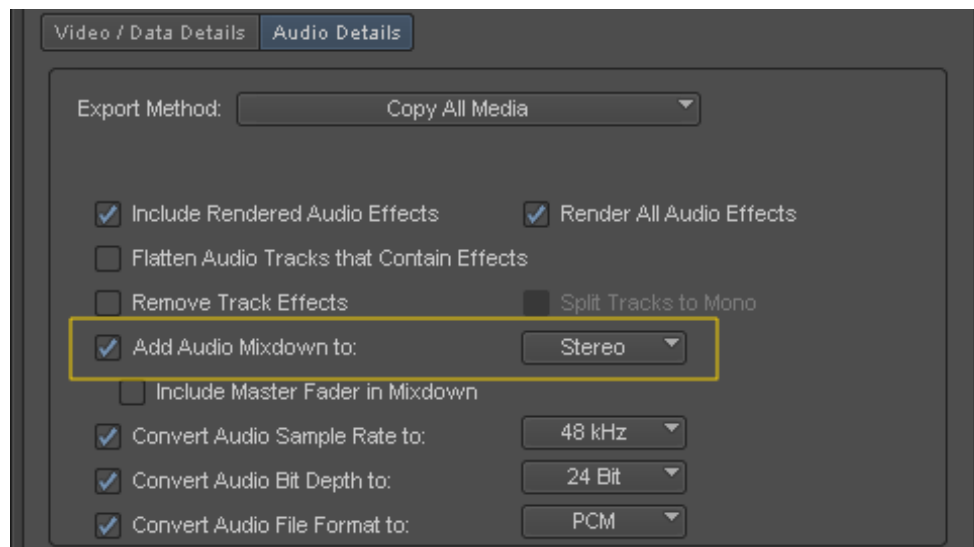 Video / Data Details Audio Details
Export Method: Copy All Media
Include Rendered Audio Effects Render All Audio Effects
Flatten Audio Tracks that Contain Effects
Remove Track Effects Split Tracks to Mono
Add Audio Mixdown to: Stereo
Include Master Fader in Mixdown
Convert Audio Sample Rate to: 48 kHz
Convert Audio Bit Depth to: 24 Bit
Convert Audio File Format to: PCM